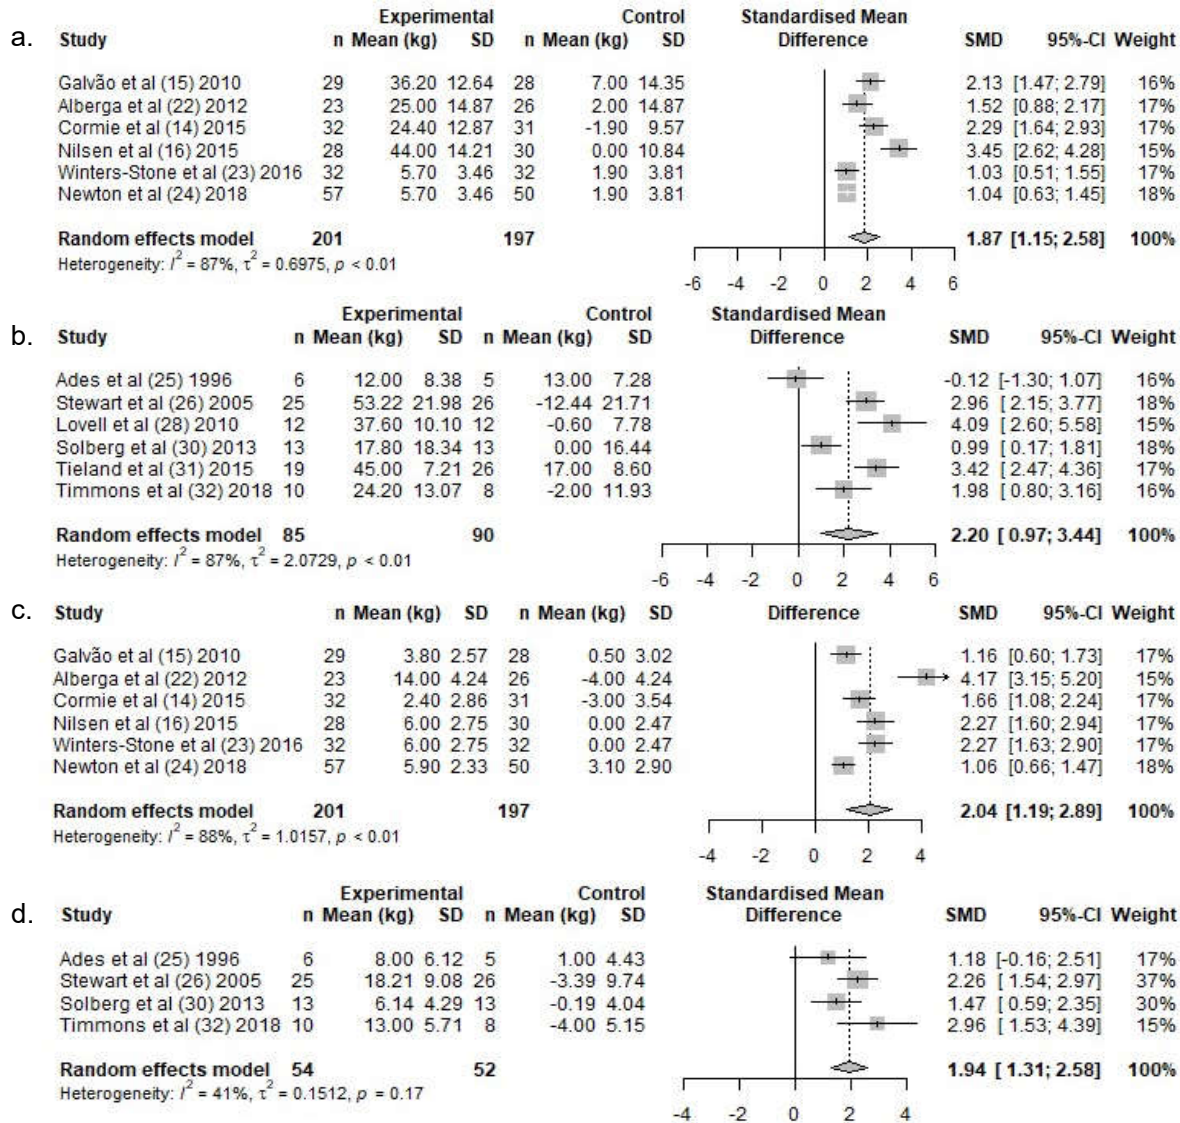 a.
Experimental Control Standardised Mean
Study n Mean (kg) SD n Mean (kg) SD Difference SMD 95%-CI Weight
Galvão et al (15) 2010 29 36.20 12.64 28 7.00 14.35 2.13 [1.47; 2.79] 16%
Alberga et al (22) 2012 23 25.00 14.87 26 2.00 14.87 1.52 [0.88; 2.17] 17%
Cormie et al (14) 2015 32 24.40 12.87 31 -1.90 9.57 2.29 [1.64; 2.93] 17%
Nilsen et al (16) 2015 28 44.00 14.21 30 0.00 10.84 3.45 [2.62; 4.28] 15%
Winters-Stone et al (23) 2016 32 5.70 3.46 32 1.90 3.81 1.03 [0.51; 1.55] 17%
Newton et al (24) 2018 57 5.70 3.46 50 1.90 3.81 1.04 [0.63; 1.45] 18%
Random effects model 201 197 1.87 [1.15; 2.58] 100%
Heterogeneity: I² = 87%, τ² = 0.6975, p < 0.01
-6 -4 -2 0 2 4 6
b.
Experimental Control Standardised Mean
Study n Mean (kg) SD n Mean (kg) SD Difference SMD 95%-CI Weight
Ades et al (25) 1996 6 12.00 8.38 5 13.00 7.28 -0.12 [-1.30; 1.07] 16%
Stewart et al (26) 2005 25 53.22 21.98 26 -12.44 21.71 2.96 [ 2.15; 3.77] 18%
Lovell et al (28) 2010 12 37.60 10.10 12 -0.60 7.78 4.09 [ 2.60; 5.58] 15%
Solberg et al (30) 2013 13 17.80 18.34 13 0.00 16.44 0.99 [ 0.17; 1.81] 18%
Tieland et al (31) 2015 19 45.00 7.21 26 17.00 8.60 3.42 [ 2.47; 4.36] 17%
Timmons et al (32) 2018 10 24.20 13.07 8 -2.00 11.93 1.98 [ 0.80; 3.16] 16%
Random effects model 85 90 2.20 [ 0.97; 3.44] 100%
Heterogeneity: I² = 87%, τ² = 2.0729, p < 0.01
-6 -4 -2 0 2 4 6
c.
Study n Mean (kg) SD n Mean (kg) SD Difference SMD 95%-CI Weight
Galvão et al (15) 2010 29 3.80 2.57 28 0.50 3.02 1.16 [0.60; 1.73] 17%
Alberga et al (22) 2012 23 14.00 4.24 26 -4.00 4.24 4.17 [3.15; 5.20] 15%
Cormie et al (14) 2015 32 2.40 2.86 31 -3.00 3.54 1.66 [1.08; 2.24] 17%
Nilsen et al (16) 2015 28 6.00 2.75 30 0.00 2.47 2.27 [1.60; 2.94] 17%
Winters-Stone et al (23) 2016 32 6.00 2.75 32 0.00 2.47 2.27 [1.63; 2.90] 17%
Newton et al (24) 2018 57 5.90 2.33 50 3.10 2.90 1.06 [0.66; 1.47] 18%
Random effects model 201 197 2.04 [1.19; 2.89] 100%
Heterogeneity: I² = 88%, τ² = 1.0157, p < 0.01
-4 -2 0 2 4
d.
Experimental Control Standardised Mean
Study n Mean (kg) SD n Mean (kg) SD Difference SMD 95%-CI Weight
Ades et al (25) 1996 6 8.00 6.12 5 1.00 4.43 1.18 [-0.16; 2.51] 17%
Stewart et al (26) 2005 25 18.21 9.08 26 -3.39 9.74 2.26 [ 1.54; 2.97] 37%
Solberg et al (30) 2013 13 6.14 4.29 13 -0.19 4.04 1.47 [ 0.59; 2.35] 30%
Timmons et al (32) 2018 10 13.00 5.71 8 -4.00 5.15 2.96 [ 1.53; 4.39] 15%
Random effects model 54 52 1.94 [ 1.31; 2.58] 100%
Heterogeneity: I² = 41%, τ² = 0.1512, p = 0.17
-4 -2 0 2 4